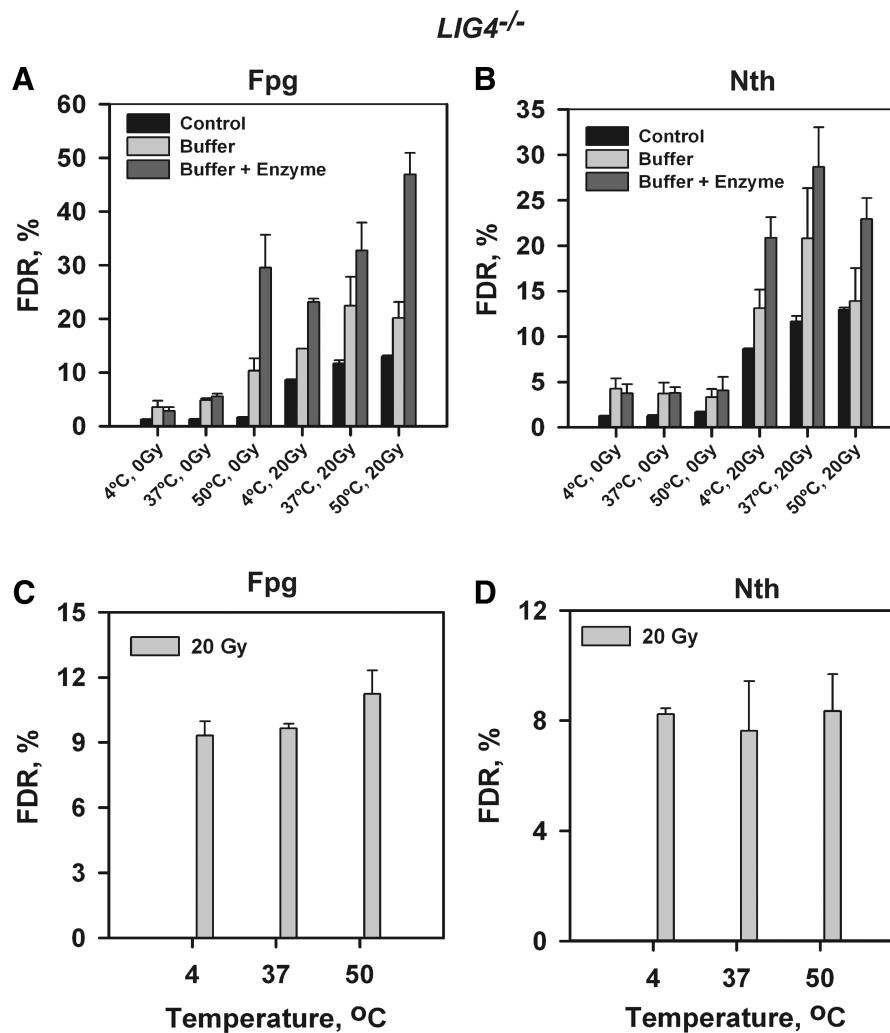 LIG4-/-
A
Fpg
60
50
40
30
20
10
0
FDR, %
Control
Buffer
Buffer + Enzyme
4ºC, 0Gy
37ºC, 0Gy
50ºC, 0Gy
4ºC, 20Gy
37ºC, 20Gy
50ºC, 20Gy
B
Nth
35
30
25
20
15
10
5
0
FDR, %
Control
Buffer
Buffer + Enzyme
4ºC, 0Gy
37ºC, 0Gy
50ºC, 0Gy
4ºC, 20Gy
37ºC, 20Gy
50ºC, 20Gy
C
Fpg
15
12
9
6
3
0
FDR, %
20 Gy
4 37 50
Temperature, ºC
D
Nth
12
8
4
0
FDR, %
20 Gy
4 37 50
Temperature, ºC